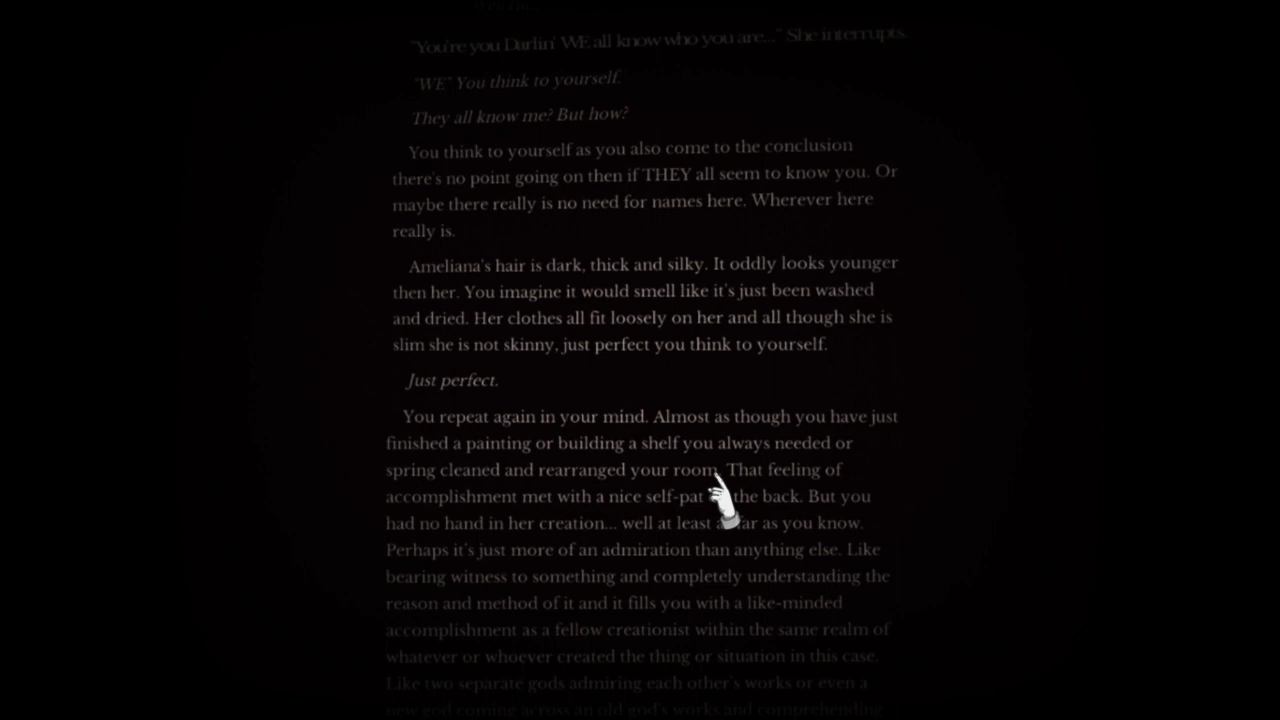 "You're you Darlin' WE all know who you are..." She interrupts.
"WE" You think to yourself.
They all know me? But how?
You think to yourself as you also come to the conclusion
there's no point going on then if THEY all seem to know you. Or
maybe there really is no need for names here. Wherever here
really is.
Ameliana's hair is dark, thick and silky. It oddly looks younger
then her. You imagine it would smell like it's just been washed
and dried. Her clothes all fit loosely on her and all though she is
slim she is not skinny, just perfect you think to yourself.
Just perfect.
You repeat again in your mind. Almost as though you have just
finished a painting or building a shelf you always needed or
spring cleaned and rearranged your room. That feeling of
accomplishment met with a nice self-pat the back. But you
had no hand in her creation... well at least far as you know.
Perhaps it's just more of an admiration than anything else. Like
bearing witness to something and completely understanding the
reason and method of it and it fills you with a like-minded
accomplishment as a fellow creationist within the same realm of
whatever or whoever created the thing or situation in this case.
Like two separate gods admiring each other's works or even a
new god coming across an old god's works and comprehending